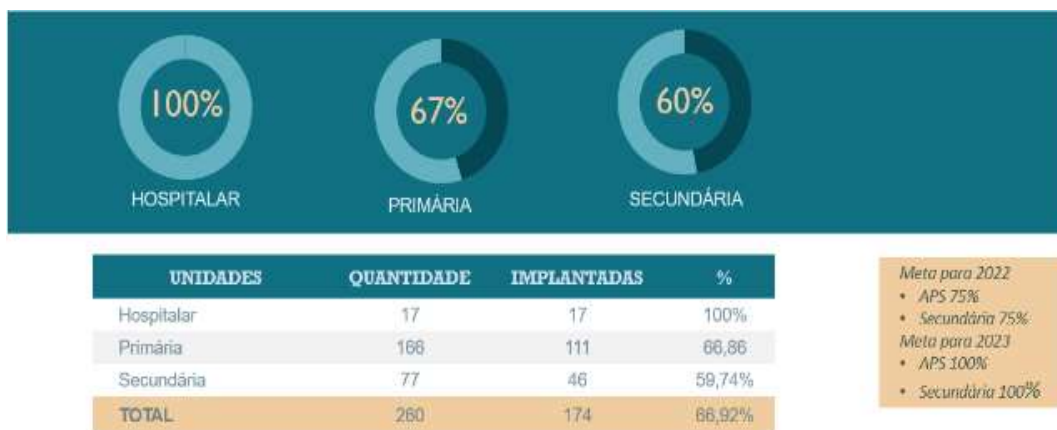 100%
67%
60%
HOSPITALAR
PRIMÁRIA
SECUNDÁRIA
UNIDADES QUANTIDADE IMPLANTADAS %
Hospitalar 17 17 100%
Primária 166 111 66,86
Secundária 77 46 59,74%
TOTAL 260 174 66,92%
Meta para 2022
• APS 75%
• Secundária 75%
Meta para 2023
• APS 100%
• Secundária 100%